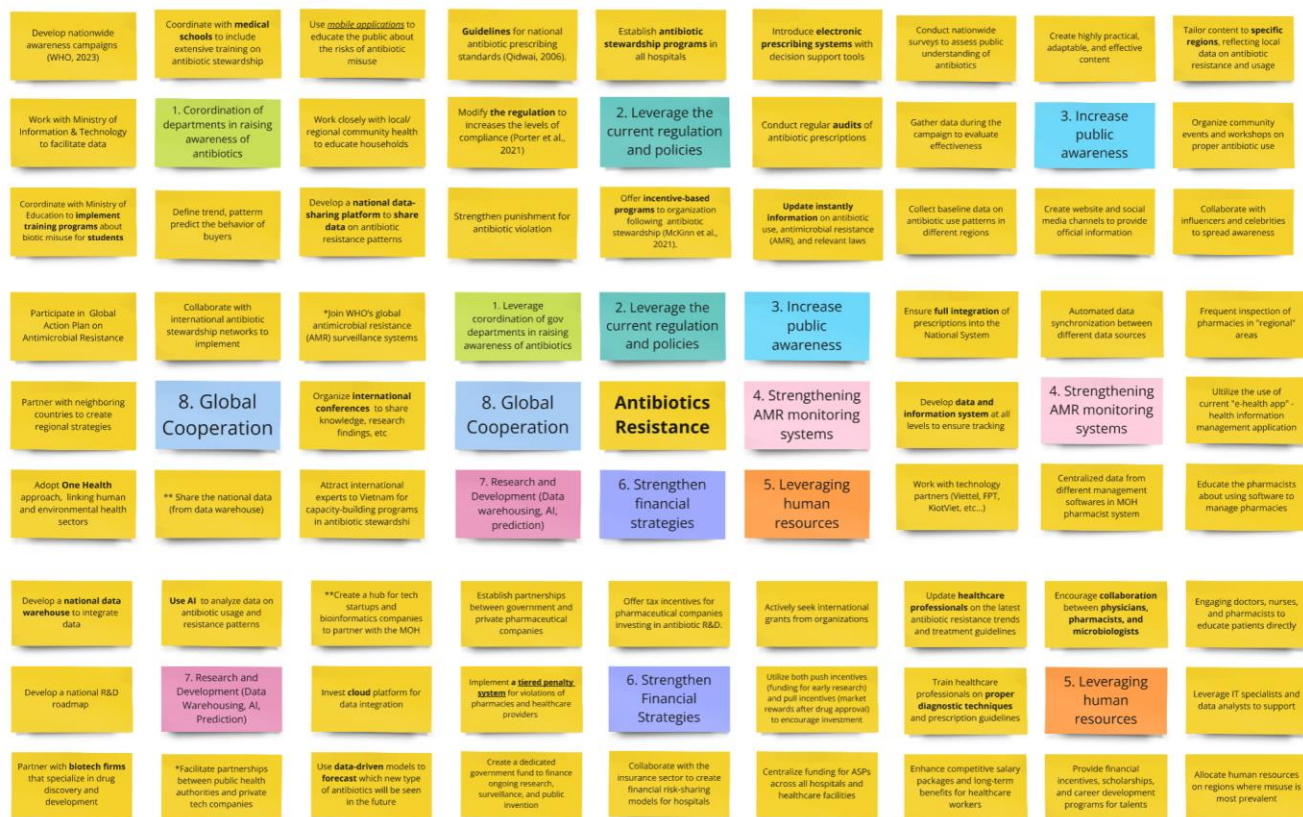 Develop nationwide
awareness campaigns
(WHO, 2023)
Coordinate with medical
schools to include
extensive training on
antibiotic stewardship
Use mobile applications to
educate the public about
the risks of antibiotic
misuse
Guidelines for national
antibiotic prescribing
standards (Qidwai, 2006).
Establish antibiotic
stewardship programs in
all hospitals
Introduce electronic
prescribing systems with
decision support tools
Conduct nationwide
surveys to assess public
understanding of
antibiotics
Create highly practical,
adaptable, and effective
content
Tailor content to specific
regions, reflecting local
data on antibiotic
resistance and usage
Work with Ministry of
Information & Technology
to facilitate data
1. Corordination of
departments in raising
awareness of
antibiotics
Work closely with local/
regional community health
to educate households
Modify the regulation to
increases the levels of
compliance (Porter et al.,
2021)
2. Leverage the
current regulation
and policies
Conduct regular audits of
antibiotic prescriptions
Gather data during the
campaign to evaluate
effectiveness
3. Increase
public
awareness
Organize community
events and workshops on
proper antibiotic use
Coordinate with Ministry of
Education to implement
training programs about
biotic misuse for students
Define trend, pattern
predict the behavior of
buyers
Develop a national data-
sharing platform to share
data on antibiotic
resistance patterns
Strengthen punishment for
antibiotic violation
Offer incentive-based
programs to organization
following antibiotic
stewardship (McKinn et al.,
2021).
Update instantly
information on antibiotic
use, antimicrobial resistance
(AMR), and relevant laws
Collect baseline data on
antibiotic use patterns in
different regions
Create website and social
media channels to provide
official information
Collaborate with
influencers and celebrities
to spread awareness
Participate in Global
Action Plan on
Antimicrobial Resistance
Collaborate with
international antibiotic
stewardship networks to
implement
*Join WHO's global
antimicrobial resistance
(AMR) surveillance systems
1. Leverage
corordination of gov
departments in raising
awareness of antibiotics
2. Leverage the
current regulation
and policies
3. Increase
public
awareness
Ensure full integration of
prescriptions into the
National System
Automated data
synchronization between
different data sources
Frequent inspection of
pharmacies in "regional"
areas
Partner with neighboring
countries to create
regional strategies
8. Global
Cooperation
Organize international
conferences to share
knowledge, research
findings, etc
8. Global
Cooperation
Antibiotics
Resistance
4. Strengthening
AMR monitoring
systems
Develop data and
information system at all
levels to ensure tracking
4. Strengthening
AMR monitoring
systems
Ultilize the use of
current "e-health app" -
health information
management application
Adopt One Health
approach, linking human
and environmental health
sectors
** Share the national data
(from data warehouse)
Attract international
experts to Vietnam for
capacity-building programs
in antibiotic stewardshi
7. Research and
Development (Data
warehousing, AI,
prediction)
6. Strengthen
financial
strategies
5. Leveraging
human
resources
Work with technology
partners (Viettel, FPT,
KiotViet, etc...)
Centralized data from
different management
softwares in MOH
pharmacist system
Educate the pharmacists
about using software to
manage pharmacies
Develop a national data
warehouse to integrate
data
Use AI to analyze data on
antibiotic usage and
resistance patterns
**Create a hub for tech
startups and
bioinformatics companies
to partner with the MOH
Establish partnerships
between government and
private pharmaceutical
companies
Offer tax incentives for
pharmaceutical companies
investing in antibiotic R&D.
Actively seek international
grants from organizations
Update healthcare
professionals on the latest
antibiotic resistance trends
and treatment guidelines
Encourage collaboration
between physicians,
pharmacists, and
microbiologists
Engaging doctors, nurses,
and pharmacists to
educate patients directly
Develop a national R&D
roadmap
7. Research and
Development (Data
Warehousing, AI,
Prediction)
Invest cloud platform for
data integration
Implement a tiered penalty
system for violations of
pharmacies and healthcare
providers
6. Strengthen
Financial
Strategies
Utilize both push incentives
(funding for early research)
and pull incentives (market
rewards after drug approval)
to encourage investment
Train healthcare
professionals on proper
diagnostic techniques
and prescription guidelines
5. Leveraging
human
resources
Leverage IT specialists
and data analysts to
support
Partner with biotech firms
that specialize in drug
discovery and
development
*Facilitate partnerships
between public health
authorities and private
tech companies
Use data-driven models to
forecast which new type
of antibiotics will be seen
in the future
Create a dedicated
government fund to finance
ongoing research,
surveillance, and public
invention
Collaborate with the
insurance sector to create
financial risk-sharing
models for hospitals
Centralize funding for ASPs
across all hospitals and
healthcare facilities
Enhance competitive salary
packages and long-term
benefits for healthcare
workers
Provide financial
incentives, scholarships,
and career development
programs for talents
Allocate human resources
on regions where misuse is
most prevalent